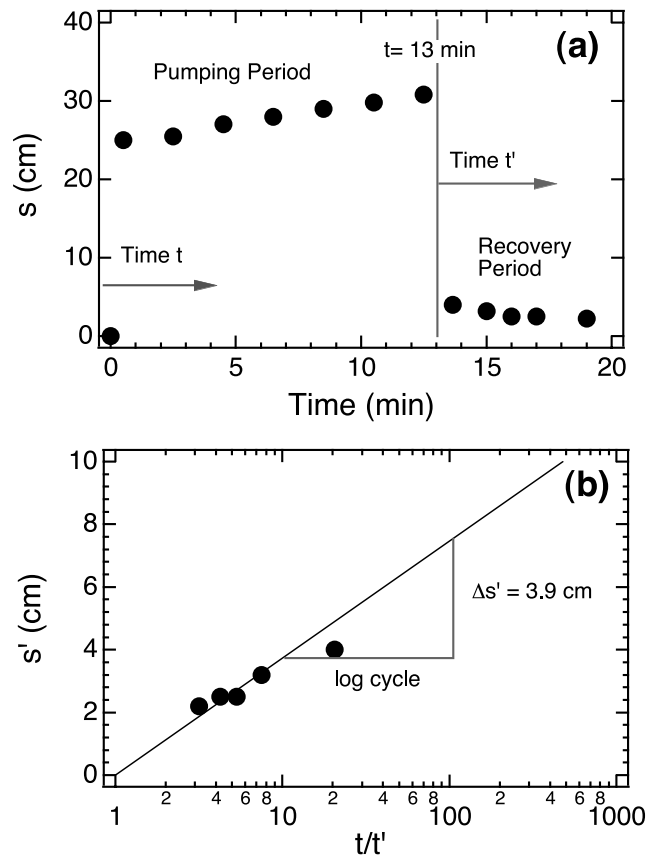 40
30
20
10
0
s (cm)
(a)
t= 13 min
Pumping Period
Time t'
Time t
Recovery
Period
0 5 10 15 20
Time (min)
10
8
6
4
2
0
s' (cm)
(b)
Δs' = 3.9 cm
log cycle
1 2 4 6 8 10 2 4 6 8 100 2 4 6 8 1000
t/t'